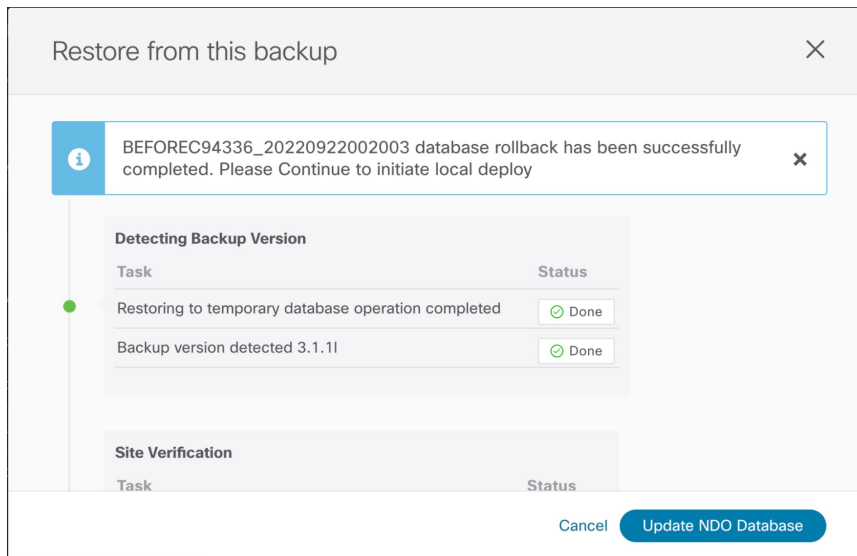 Restore from this backup
BEFOREC94336_20220922002003 database rollback has been successfully
completed. Please Continue to initiate local deploy
Detecting Backup Version
Task Status
Restoring to temporary database operation completed Done
Backup version detected 3.1.1l Done
Site Verification
Task Status
Cancel Update NDO Database